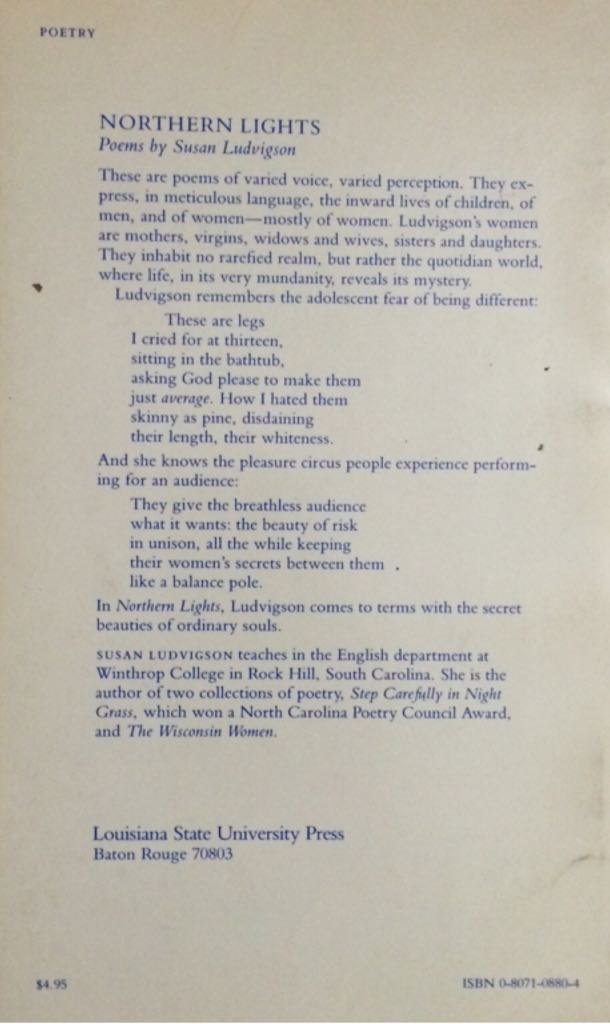 POETRY
NORTHERN LIGHTS
Poems by Susan Ludvigson
These are poems of varied voice, varied perception. They ex-
press, in meticulous language, the inward lives of children, of
men, and of women—mostly of women. Ludvigson's women
are mothers, virgins, widows and wives, sisters and daughters.
They inhabit no rarefied realm, but rather the quotidian world,
where life, in its very mundanity, reveals its mystery.
Ludvigson remembers the adolescent fear of being different:
These are legs
I cried for at thirteen,
sitting in the bathtub,
asking God please to make them
just average. How I hated them
skinny as pine, disdaining
their length, their whiteness.
And she knows the pleasure circus people experience perform-
ing for an audience:
They give the breathless audience
what it wants: the beauty of risk
in unison, all the while keeping
their women's secrets between them
like a balance pole.
In Northern Lights, Ludvigson comes to terms with the secret
beauties of ordinary souls.
SUSAN LUDVIGSON teaches in the English department at
Winthrop College in Rock Hill, South Carolina. She is the
author of two collections of poetry, Step Carefully in Night
Grass, which won a North Carolina Poetry Council Award,
and The Wisconsin Women.
Louisiana State University Press
Baton Rouge 70803
$4.95
ISBN 0-8071-0880-4